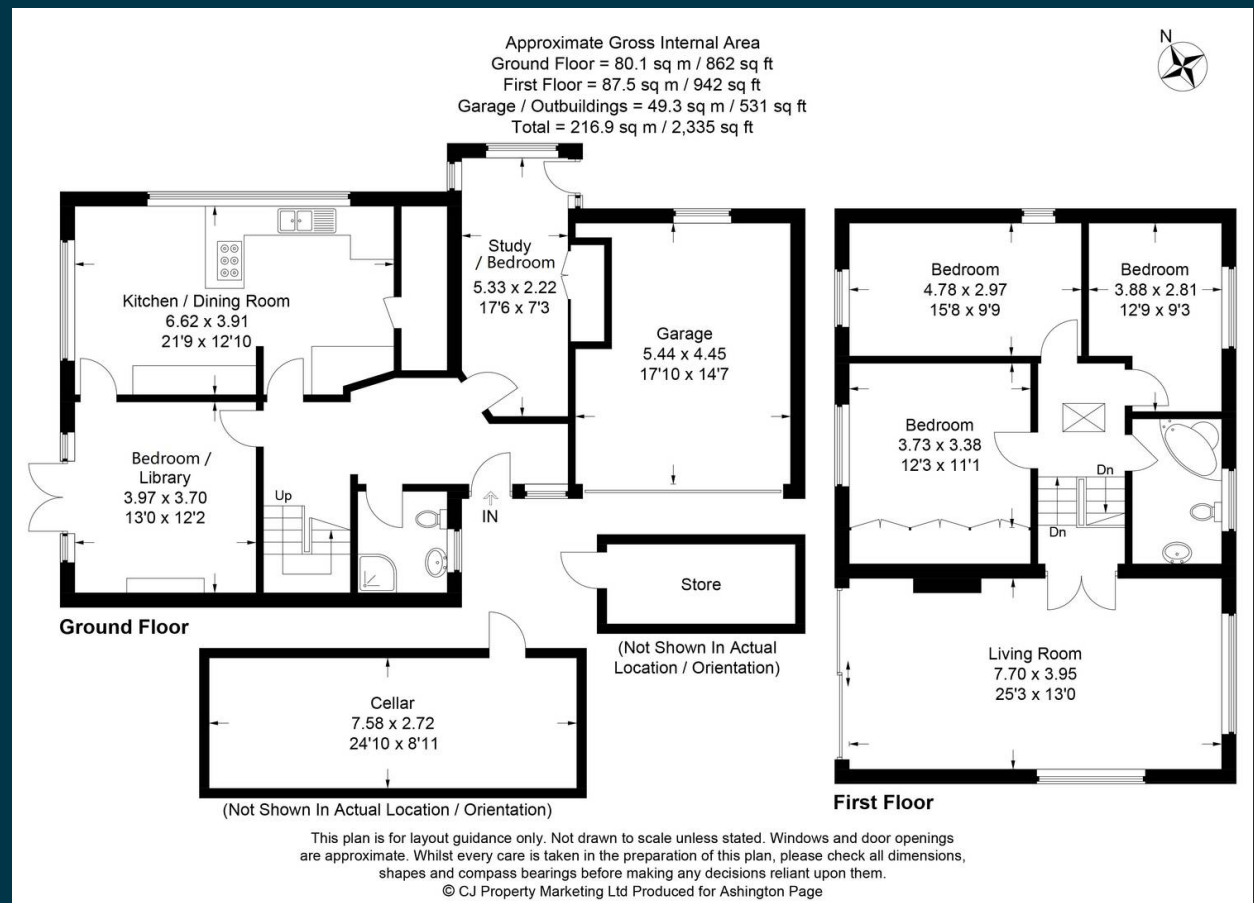 Approximate Gross Internal Area
Ground Floor = 80.1 sq m / 862 sq ft
First Floor = 87.5 sq m / 942 sq ft
Garage / Outbuildings = 49.3 sq m / 531 sq ft
Total = 216.9 sq m / 2,335 sq ft
N
Kitchen / Dining Room
6.62 x 3.91
21'9 x 12'10
Study
/ Bedroom
5.33 x 2.22
17'6 x 7'3
Garage
5.44 x 4.45
17'10 x 14'7
Bedroom /
Library
3.97 x 3.70
13'0 x 12'2
Up
IN
Ground Floor
Store
(Not Shown In Actual
Location / Orientation)
Cellar
7.58 x 2.72
24'10 x 8'11
(Not Shown In Actual Location / Orientation)
Bedroom
4.78 x 2.97
15'8 x 9'9
Bedroom
3.88 x 2.81
12'9 x 9'3
Bedroom
3.73 x 3.38
12'3 x 11'1
Dn
Dn
Living Room
7.70 x 3.95
25'3 x 13'0
First Floor
This plan is for layout guidance only. Not drawn to scale unless stated. Windows and door openings
are approximate. Whilst every care is taken in the preparation of this plan, please check all dimensions,
shapes and compass bearings before making any decisions reliant upon them.
© CJ Property Marketing Ltd Produced for Ashington Page